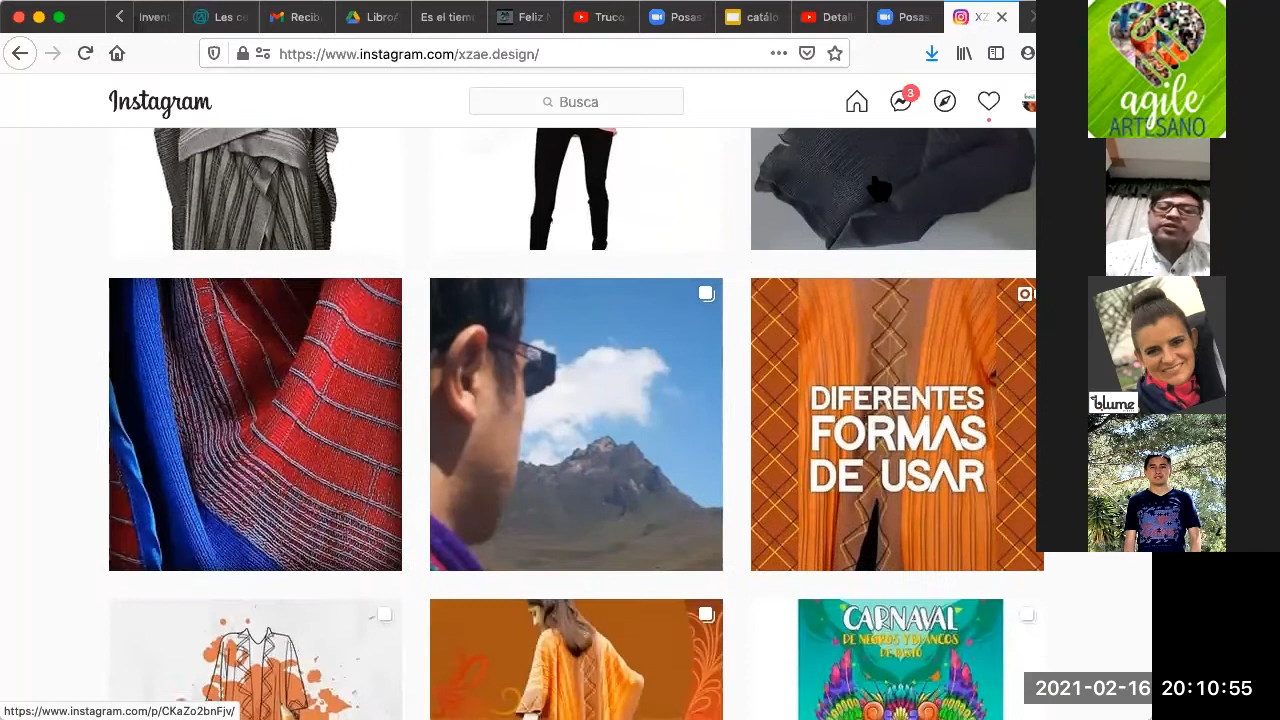 Invent
Les c
Recib
LibroA
Es el tiem
Feliz
Truco
Posas
catálo
Detall
Posas
XZ
https://www.instagram.com/xzae.design/
Instagram
Busca
3
DIFERENTES
FORMAS
DE USAR
CARNAVAL
DE NEGROS Y BLANCOS
DE PASTO
https://www.instagram.com/p/CKaZo2bnFjv/
agile
ARTESANO
blume
2021-02-16 20:10:55